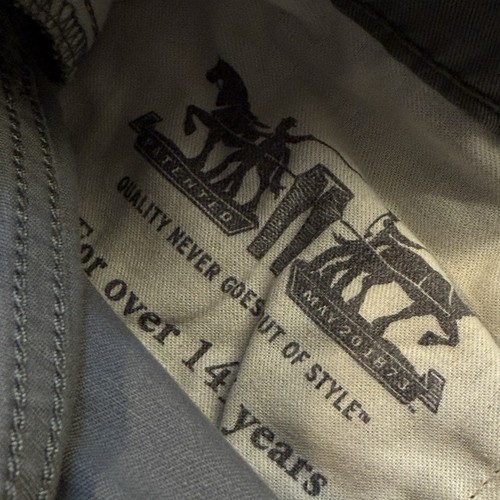 PATENTED
MAY 20 1873
QUALITY NEVER GOES OUT OF STYLE™
For over 14 years